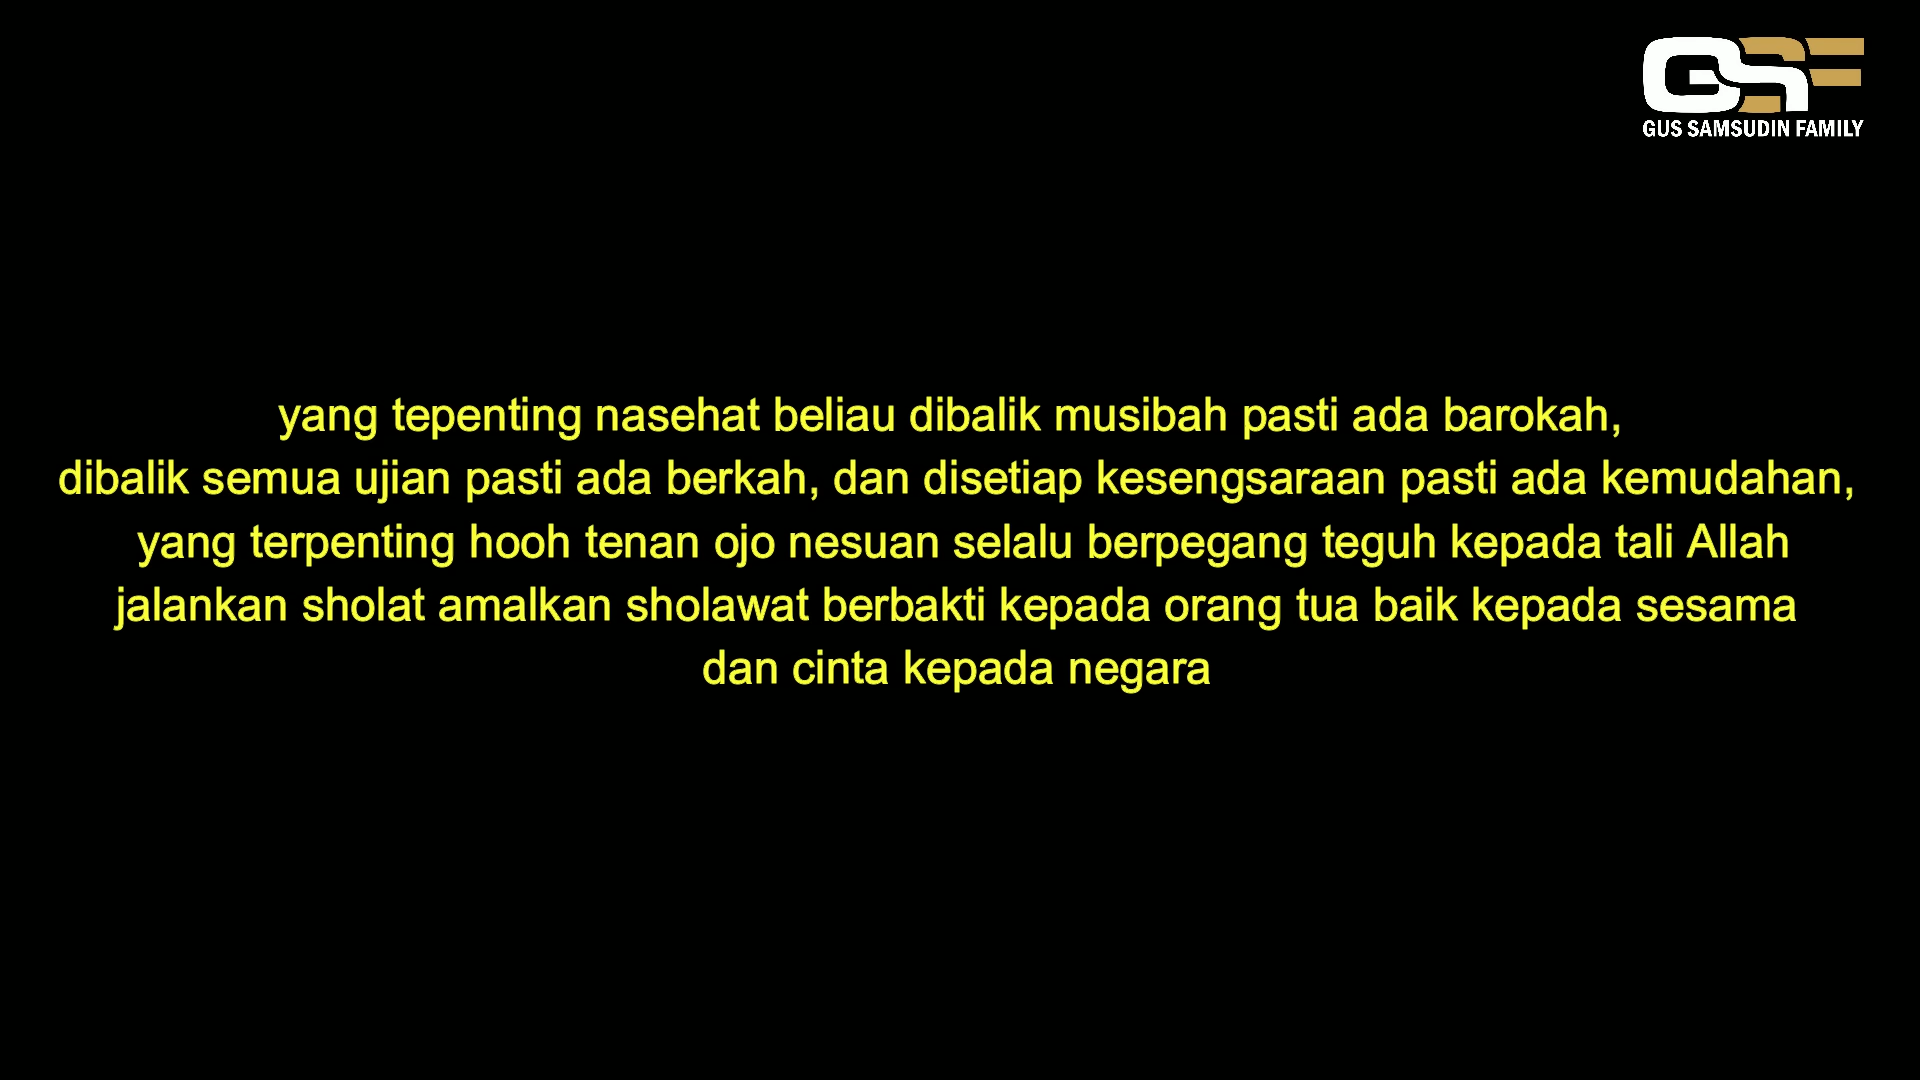 GSF
GUS SAMSUDIN FAMILY
yang tepenting nasehat beliau dibalik musibah pasti ada barokah,
dibalik semua ujian pasti ada berkah, dan disetiap kesengsaraan pasti ada kemudahan,
yang terpenting hooh tenan ojo nesuan selalu berpegang teguh kepada tali Allah
jalankan sholat amalkan sholawat berbakti kepada orang tua baik kepada sesama
dan cinta kepada negara